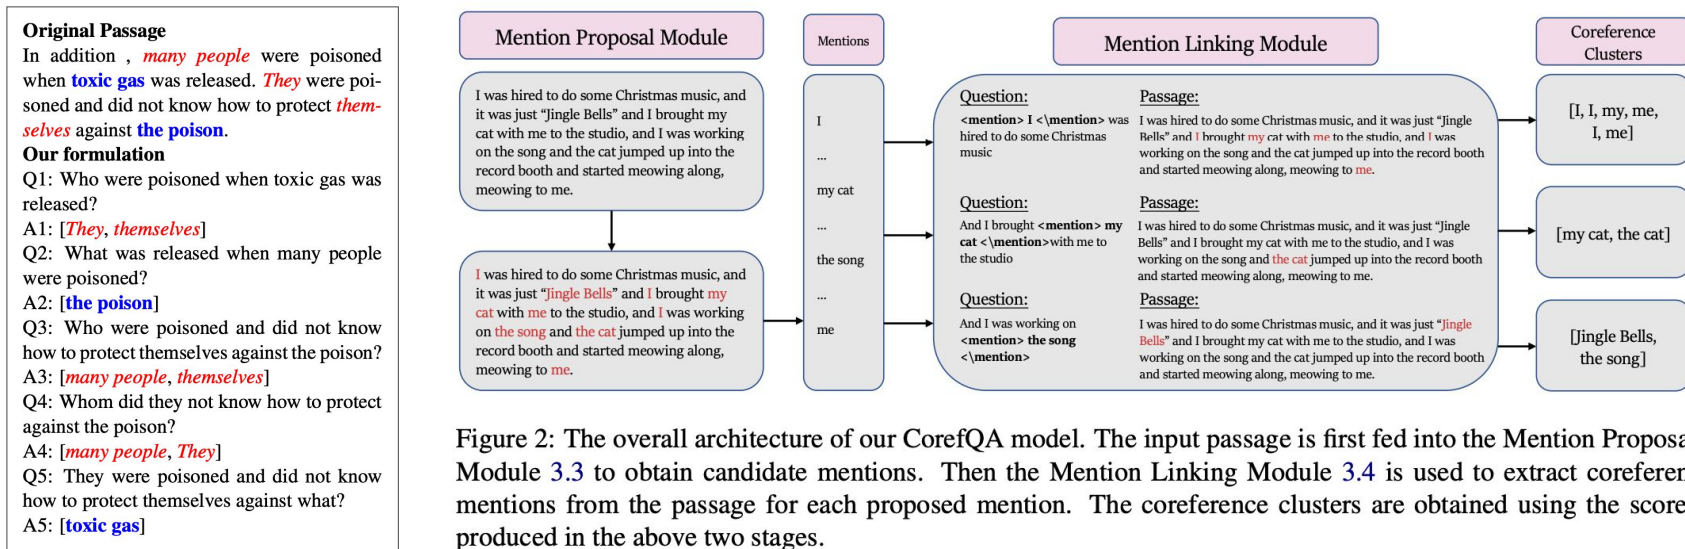 Original Passage
In addition , many people were poisoned
when toxic gas was released. They were poi-
soned and did not know how to protect them-
selves against the poison.
Our formulation
Q1: Who were poisoned when toxic gas was
released?
A1: [They, themselves]
Q2: What was released when many people
were poisoned?
A2: [the poison]
Q3: Who were poisoned and did not know
how to protect themselves against the poison?
A3: [many people, themselves]
Q4: Whom did they not know how to protect
against the poison?
A4: [many people, They]
Q5: They were poisoned and did not know
how to protect themselves against what?
A5: [toxic gas]
Mention Proposal Module
I was hired to do some Christmas music, and
it was just “Jingle Bells” and I brought my
cat with me to the studio, and I was working
on the song and the cat jumped up into the
record booth and started meowing along,
meowing to me.
I was hired to do some Christmas music, and
it was just “Jingle Bells” and I brought my
cat with me to the studio, and I was working
on the song and the cat jumped up into the
record booth and started meowing along,
meowing to me.
Mentions
I
...
my cat
...
the song
...
me
Mention Linking Module
Question:
<mention> I <\mention> was
hired to do some Christmas
music
Passage:
I was hired to do some Christmas music, and it was just “Jingle
Bells” and I brought my cat with me to the studio, and I was
working on the song and the cat jumped up into the record booth
and started meowing along, meowing to me.
Question:
And I brought <mention> my
cat <\mention>with me to
the studio
Passage:
I was hired to do some Christmas music, and it was just “Jingle
Bells” and I brought my cat with me to the studio, and I was
working on the song and the cat jumped up into the record booth
and started meowing along, meowing to me.
Question:
And I was working on
<mention> the song
<\mention>
Passage:
I was hired to do some Christmas music, and it was just “Jingle
Bells” and I brought my cat with me to the studio, and I was
working on the song and the cat jumped up into the record booth
and started meowing along, meowing to me.
Coreference
Clusters
[I, I, my, me,
I, me]
[my cat, the cat]
[Jingle Bells,
the song]
Figure 2: The overall architecture of our CorefQA model. The input passage is first fed into the Mention Proposa
Module 3.3 to obtain candidate mentions. Then the Mention Linking Module 3.4 is used to extract coreferen
mentions from the passage for each proposed mention. The coreference clusters are obtained using the score
produced in the above two stages.